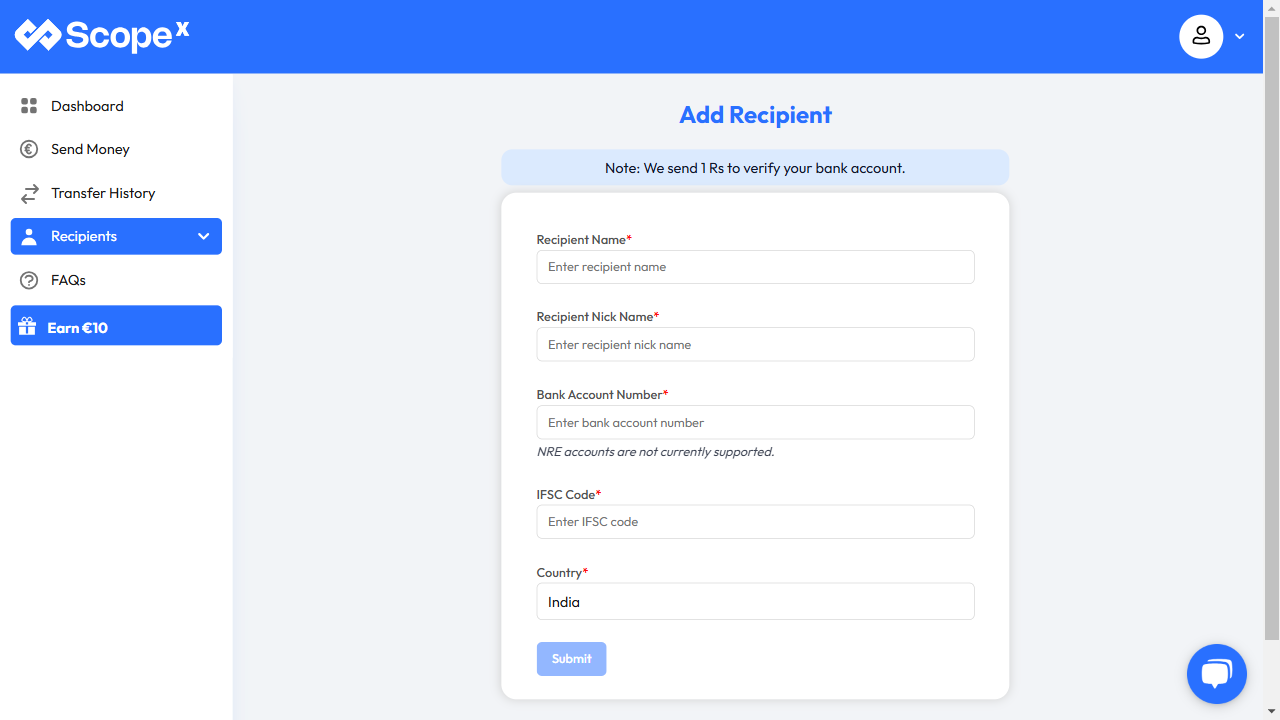 Scope X
Dashboard
Send Money
Transfer History
Recipients
FAQs
Earn €10
Add Recipient
Note: We send 1 Rs to verify your bank account.
Recipient Name*
Enter recipient name
Recipient Nick Name*
Enter recipient nick name
Bank Account Number*
Enter bank account number
NRE accounts are not currently supported.
IFSC Code*
Enter IFSC code
Country*
India
Submit